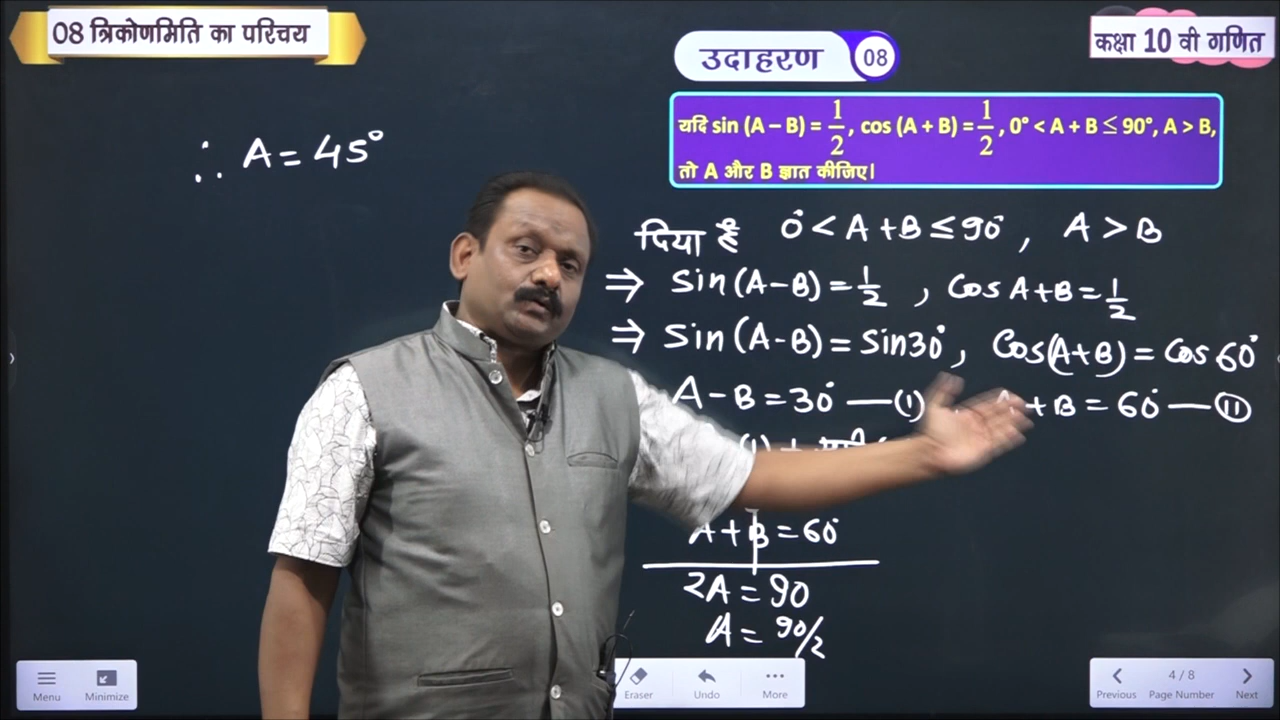 08 त्रिकोणमिति का परिचय
उदाहरण 08
कक्षा 10 वी गणित
यदि sin (A – B) = 1/2, cos (A + B) = 1/2, 0° < A + B ≤ 90°, A > B,
तो A और B ज्ञात कीजिए।
∴ A = 45°
दिया है 0° < A + B ≤ 90°, A > B
⇒ Sin (A – B) = 1/2, Cos A + B = 1/2
⇒ Sin (A - B) = Sin 30°, Cos(A + B) = Cos 60°
A – B = 30° — (I) + B = 60° — (II)
(I) +
A + B = 60°
2A = 90
A = 90/2
Menu
Minimize
Eraser
Undo
More
Previous
4 / 8
Page Number
Next